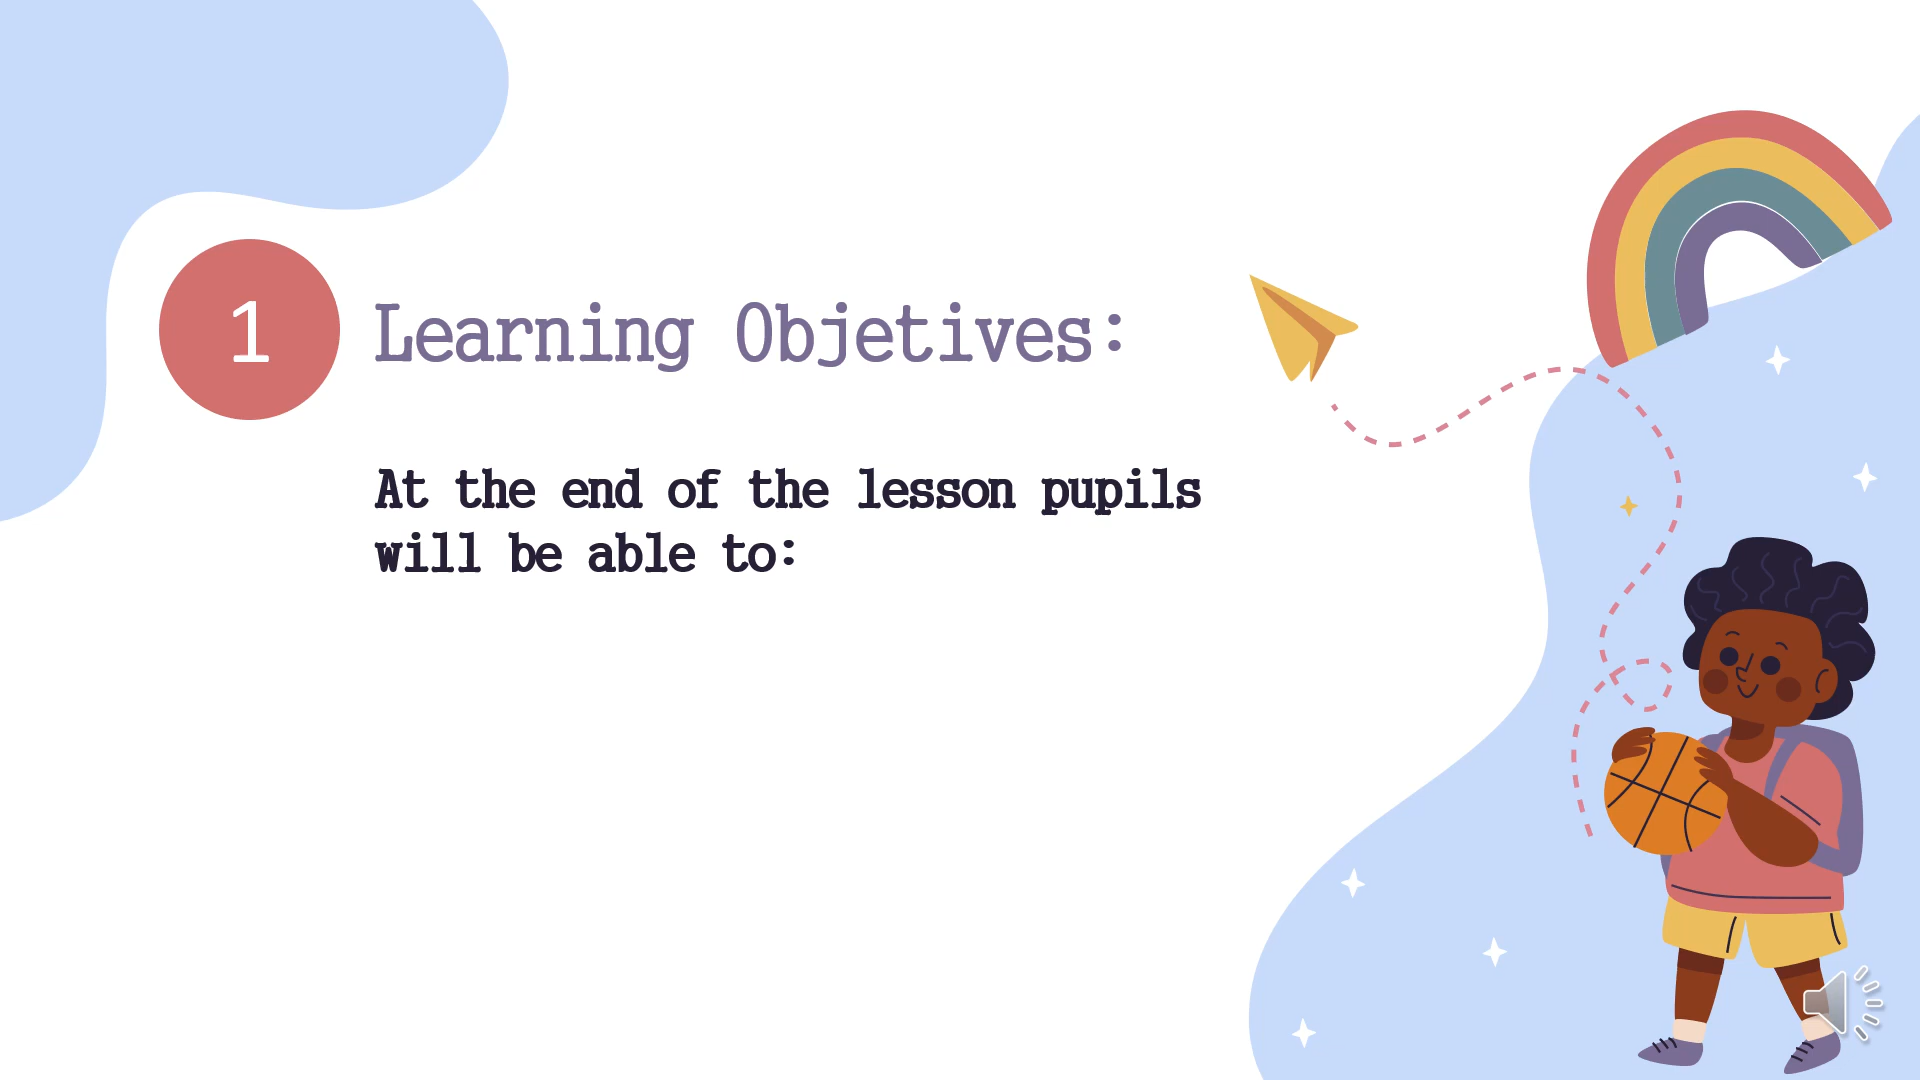 1
Learning Objetives:
At the end of the lesson pupils
will be able to: